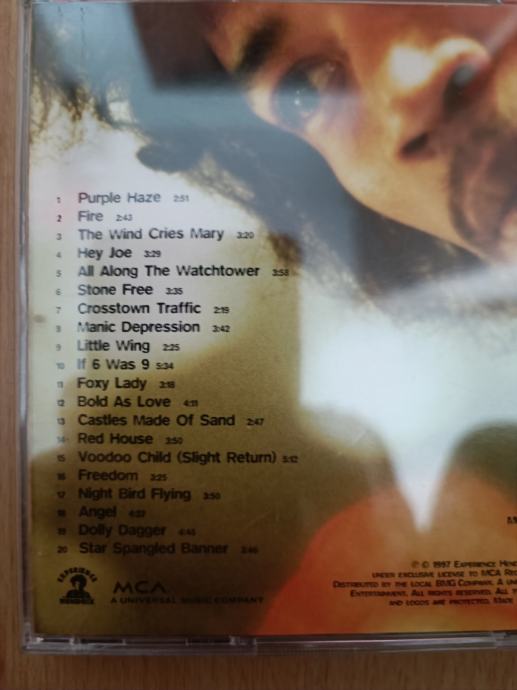 1 Purple Haze 2:51
2 Fire 2:43
3 The Wind Cries Mary 3:20
4 Hey Joe 3:29
5 All Along The Watchtower 3:58
6 Stone Free 3:35
7 Crosstown Traffic 2:19
8 Manic Depression 3:42
9 Little Wing 2:25
10 If 6 Was 9 5:34
11 Foxy Lady 3:18
12 Bold As Love 4:11
13 Castles Made Of Sand 2:47
14 Red House 3:50
15 Voodoo Child (Slight Return) 5:12
16 Freedom 3:25
17 Night Bird Flying 3:50
18 Angel
19 Dolly Dagger 4:45
20 Star Spangled Banner 3:46
EXPERIENCE
HENDRIX
MCA
A UNIVERSAL MUSIC COMPANY
℗ © 1997 EXPERIENCE
UNDER EXCLUSIVE LICENSE TO MCA
DISTRIBUTED BY THE LOCAL BMG COMPANY. A
ENTERTAINMENT. ALL RIGHTS RESERVED. ALL
AND LOGOS ARE PROTECTED. MADE